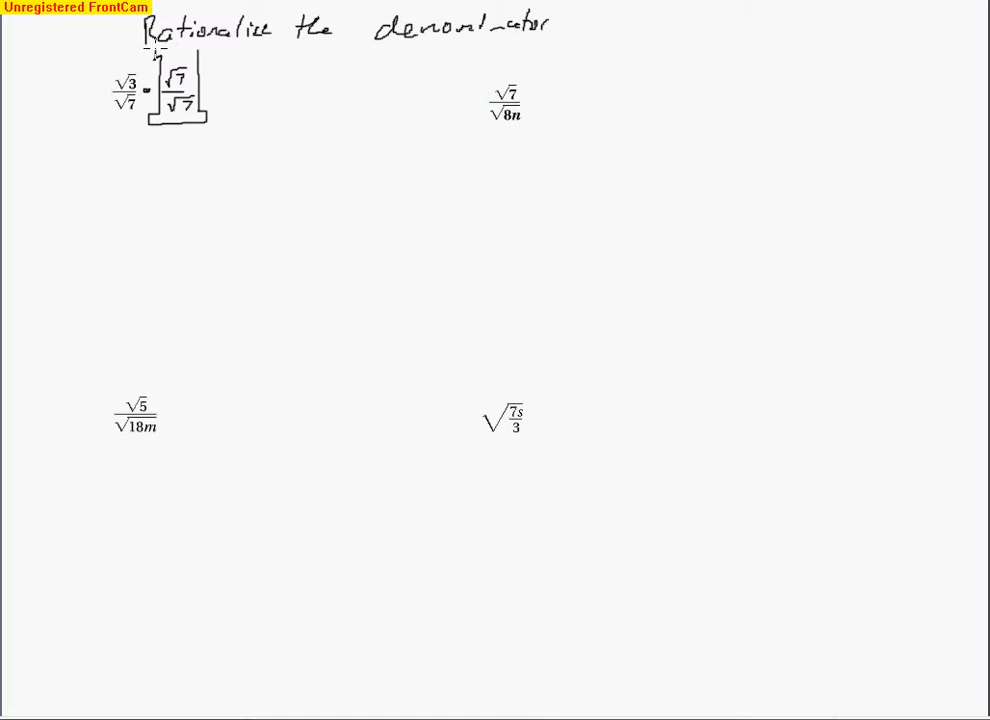 Unregistered FrontCam
Rationalize the denominator
√3/√7 · √7/√7
√7/√8n
√5/√18m
√7s/3